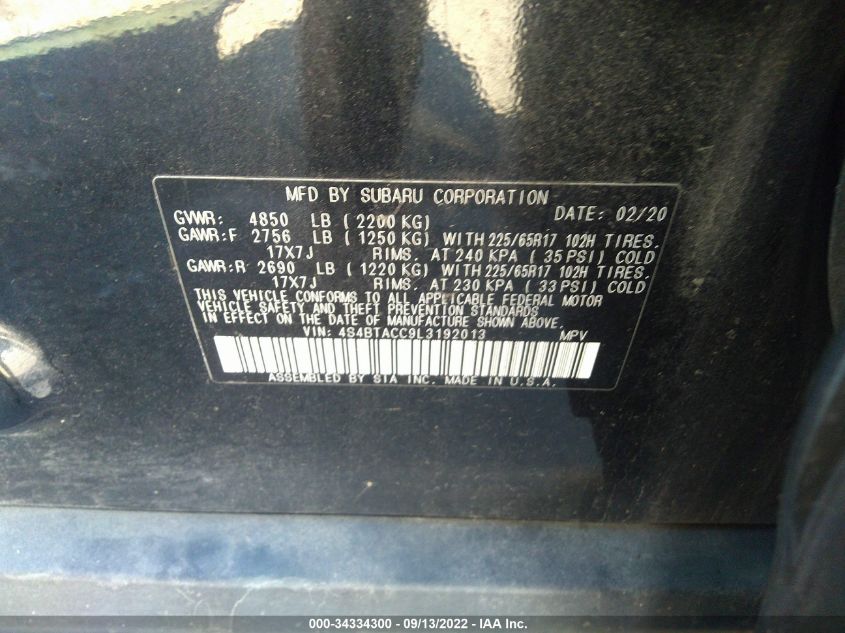 MFD BY SUBARU CORPORATION
GVWR: 4850 LB ( 2200 KG) DATE: 02/20
GAWR:F 2756 LB ( 1250 KG) WITH 225/65R17 102H TIRES.
17X7J RIMS. AT 240 KPA ( 35 PSI) COLD
GAWR:R 2690 LB ( 1220 KG) WITH 225/65R17 102H TIRES.
17X7J RIMS. AT 230 KPA ( 33 PSI) COLD
THIS VEHICLE CONFORMS TO ALL APPLICABLE FEDERAL MOTOR
VEHICLE SAFETY AND THEFT PREVENTION STANDARDS
IN EFFECT ON THE DATE OF MANUFACTURE SHOWN ABOVE.
VIN: 4S4BTACC9L3192013 MPV
ASSEMBLED BY SIA INC. MADE IN U.S.A.
000-34334300 - 09/13/2022 - IAA Inc.